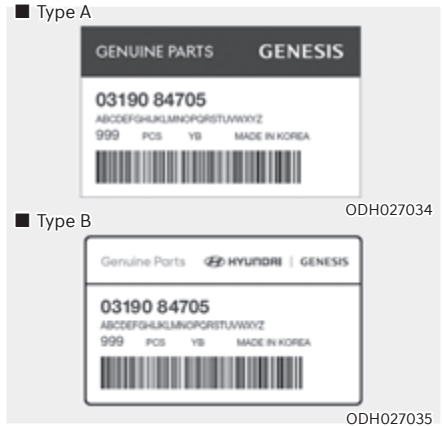 ■ Type A
GENUINE PARTS GENESIS
03190 84705
ABCDEFGHIJKLMNOPQRSTUVWXYZ
999 PCS YB MADE IN KOREA
ODH027034
■ Type B
Genuine Parts HYUNDAI | GENESIS
03190 84705
ABCDEFGHIJKLMNOPQRSTUVWXYZ
999 PCS YB MADE IN KOREA
ODH027035